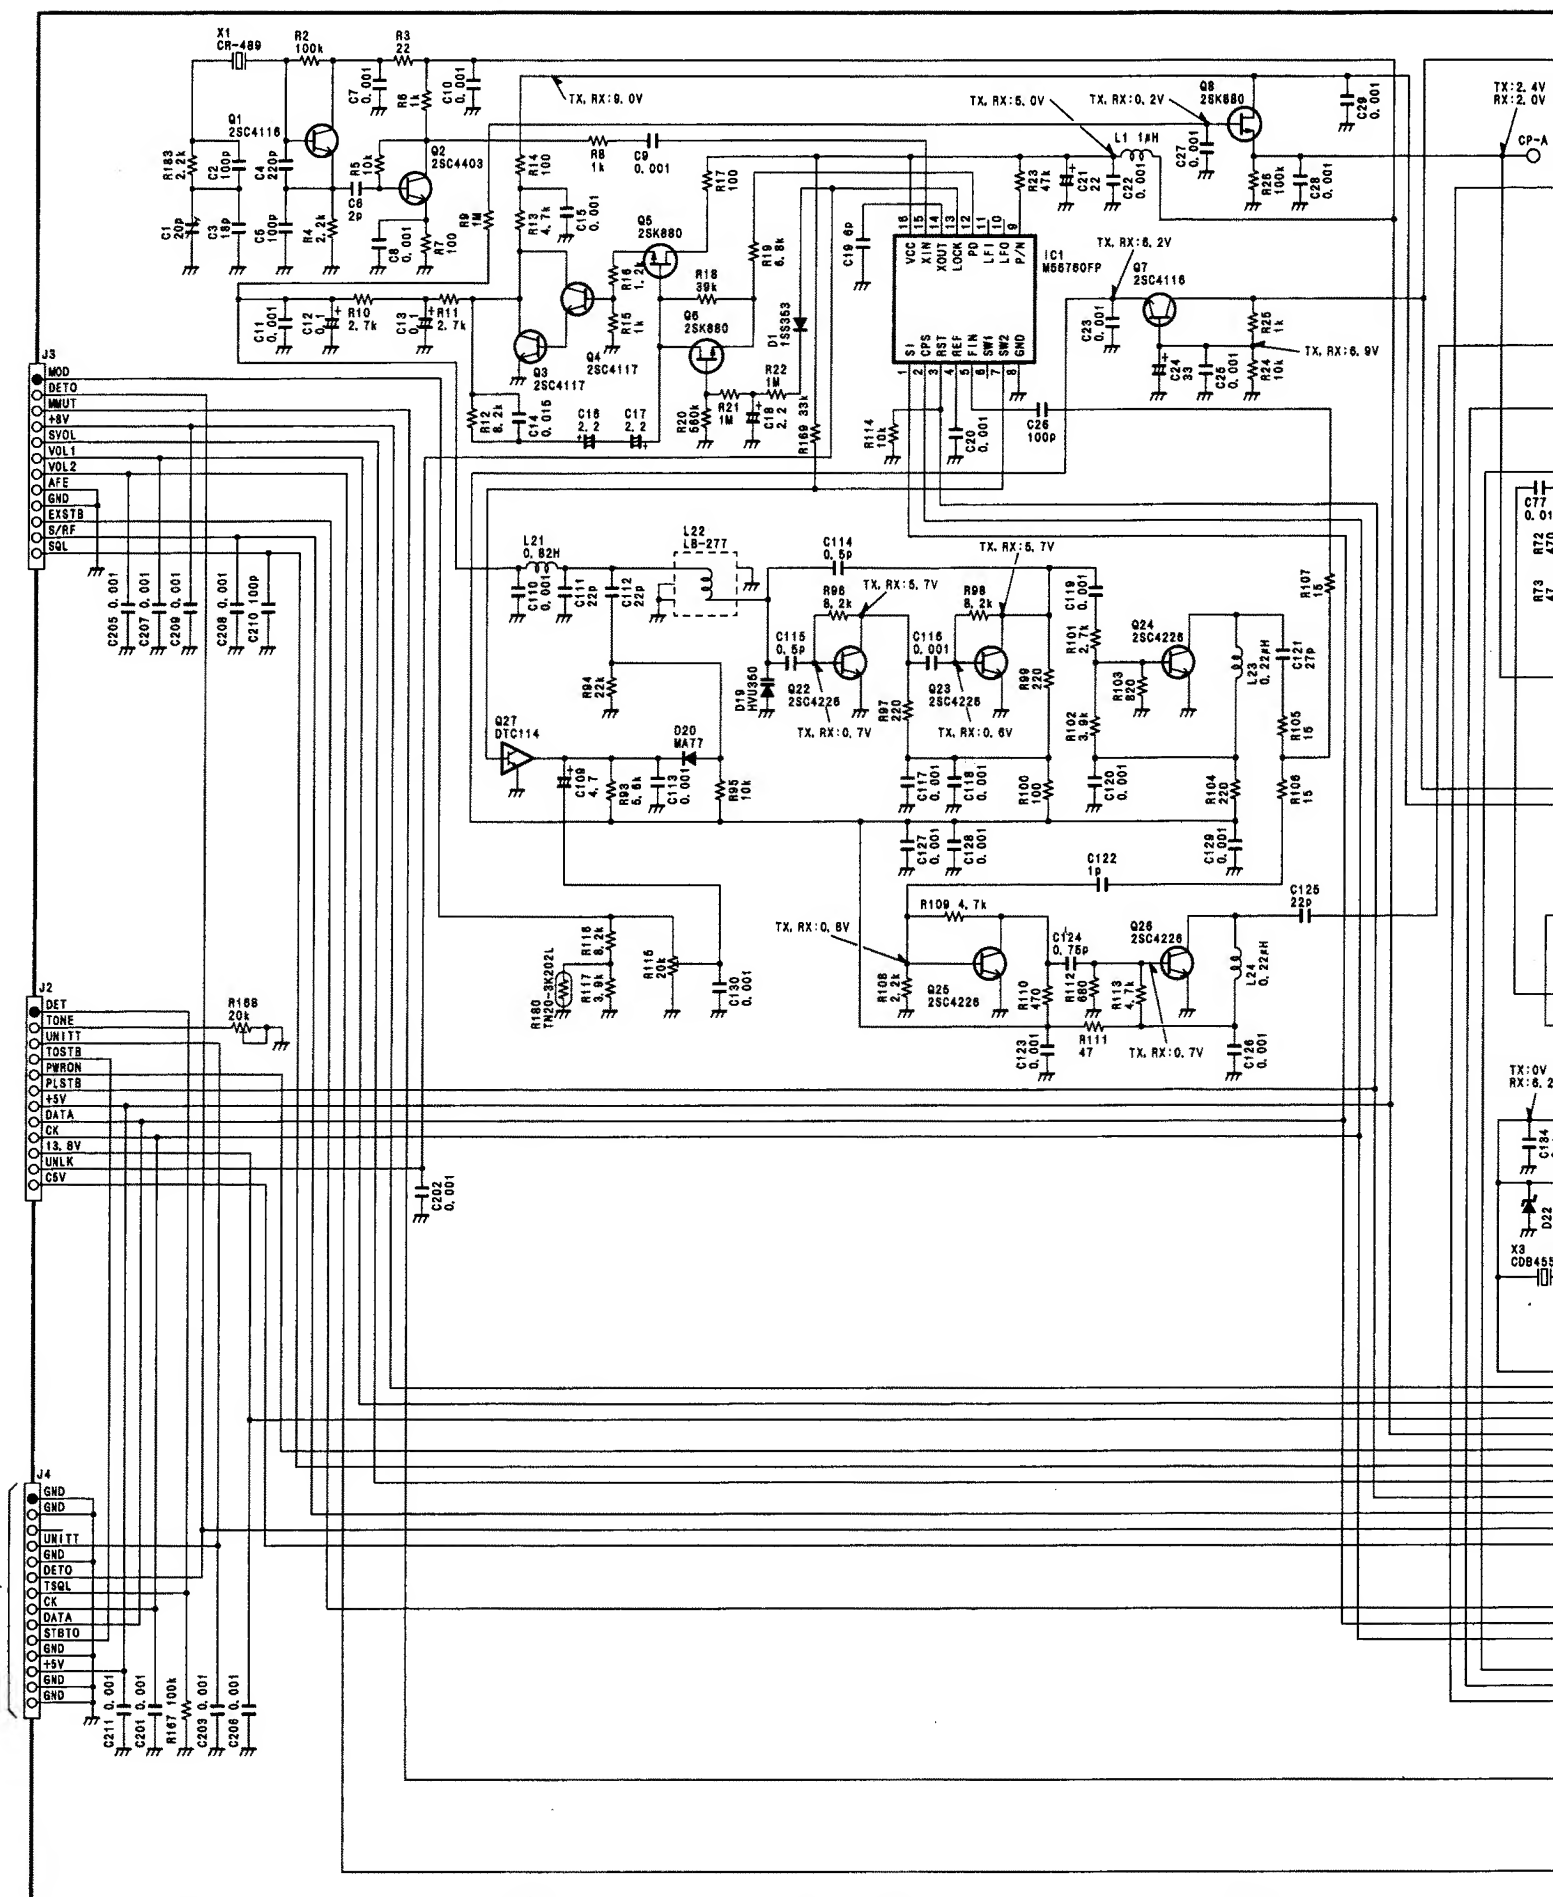 X1
CR-489
R2
100k
R3
22
C7
0.001
R6
1k
C10
0.001
Q1
2SC4116
R183
2.2k
C2
100p
C4
220p
R5
10k
Q2
2SC4403
C6
2p
C1
20p
C3
18p
C5
100p
R4
2.2k
C8
0.001
R7
100
R9
1M
TX, RX:9.0V
R8
1k
C9
0.001
R14
100
R13
4.7k
C15
0.001
R17
100
Q5
2SK880
R16
1.2k
R15
1k
R18
39k
R19
6.8k
Q6
2SK880
D1
1SS353
C11
0.001
C12
0.1
R10
2.7k
C13
0.1
R11
2.7k
Q3
2SC4117
Q4
2SC4117
R12
8.2k
C14
0.015
C16
2.2
C17
2.2
R20
560k
R21
1M
C18
2.2
R22
1M
R169 33k
TX, RX:5.0V
TX, RX:0.2V
Q8
2SK880
L1 1μH
C27
0.001
C29
0.001
TX:2.4V
RX:2.0V
CP-A
R23
47k
C21
22
C22
0.001
R26
100k
C28
0.001
C19 6p
16 15 14 13 12 11 10 9
VCC
XIN
XOUT
LOCK
PD
LFI
LFO
P/N
IC1
M56760FP
SI
CPS
RST
REF
FIN
SW1
SW2
GND
1 2 3 4 5 6 7 8
TX, RX:6.2V
Q7
2SC4116
C23
0.001
R25
1k
TX, RX:6.9V
C24
33
C25
0.001
R24
10k
R114
10k
C20
0.001
C26
100p
J3
MOD
DETO
MMUT
+8V
SVOL
VOL1
VOL2
AFE
GND
EXSTB
S/RF
SQL
C205 0.001
C207 0.001
C209 0.001
C208 0.001
C210 100p
L21
0.82H
L22
LB-277
C110
0.001
C111
22p
C112
22p
C114
0.5p
TX, RX:5.7V
TX, RX:5.7V
R96
8.2k
R98
8.2k
C115
0.5p
C116
0.001
D19
HVU350
Q22
2SC4226
R97
220
Q23
2SC4226
R99
220
TX, RX:0.7V
TX, RX:0.6V
C119
0.001
R101
2.7k
Q24
2SC4226
R103
820
R102
3.9k
L23
0.22μH
C121
27p
R107
15
R105
15
R106
15
R104
220
C77
0.01
R72
470
R73
47
R94
22k
Q27
DTC114
D20
MA77
C109
4.7
R93
5.6k
C113
0.001
R95
10k
C117
0.001
C118
0.001
R100
100
C120
0.001
C127
0.001
C128
0.001
C129
0.001
C122
1p
C125
22p
R109 4.7k
TX, RX:0.8V
C124
0.75p
Q26
2SC4226
L24
0.22μH
R108
2.2k
Q25
2SC4226
R110
470
R112
680
R113
4.7k
R111
47
TX, RX:0.7V
C123
0.001
C126
0.001
R116
8.2k
R115
20k
R180
TN20-3K202L
R117
3.9k
C130
0.001
J2
DET
TONE
UNITT
TOSTB
PWRON
PLSTB
+5V
DATA
CK
13.8V
UNLK
C5V
R168
20k
C202
0.001
TX:0V
RX:6.2
C134
D22
X3
CDB455
J4
GND
GND
UNITT
GND
DETO
TSQL
CK
DATA
STBTO
GND
+5V
GND
GND
C211 0.001
C201 0.001
R167 100k
C203 0.001
C206 0.001